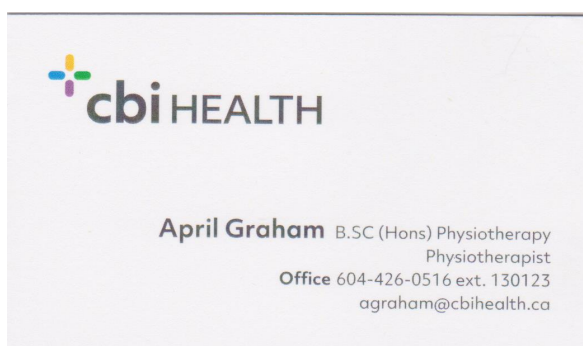 cbi HEALTH
April Graham B.SC (Hons) Physiotherapy
Physiotherapist
Office 604-426-0516 ext. 130123
agraham@cbihealth.ca